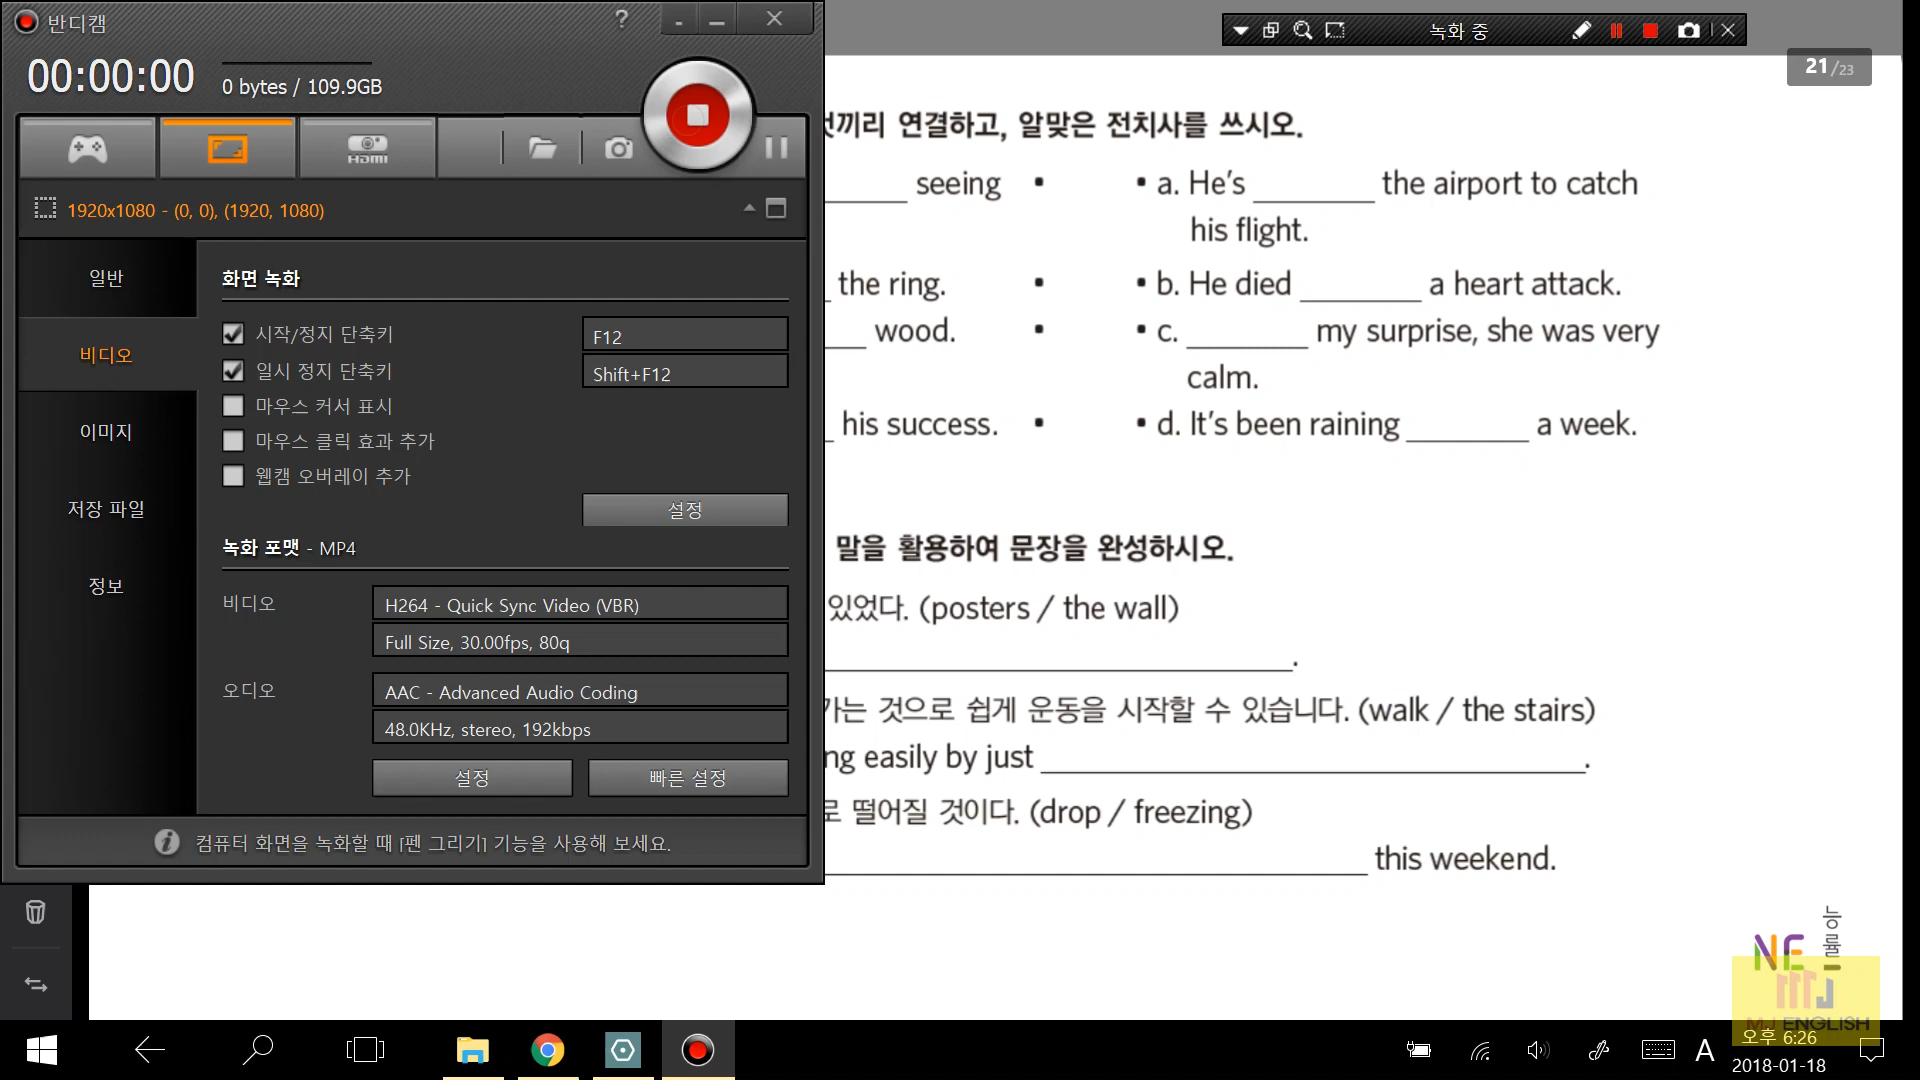 반디캠
?
녹화 중
00:00:00
0 bytes / 109.9GB
21/23
HDMI
1920x1080 - (0, 0), (1920, 1080)
일반
비디오
이미지
저장 파일
정보
화면 녹화
시작/정지 단축키
F12
일시 정지 단축키
Shift+F12
마우스 커서 표시
마우스 클릭 효과 추가
웹캠 오버레이 추가
설정
녹화 포맷 - MP4
비디오
H264 - Quick Sync Video (VBR)
Full Size, 30.00fps, 80q
오디오
AAC - Advanced Audio Coding
48.0KHz, stereo, 192kbps
설정
빠른 설정
컴퓨터 화면을 녹화할 때 [펜 그리기] 기능을 사용해 보세요.
것끼리 연결하고, 알맞은 전치사를 쓰시오.
______ seeing •
• a. He's ______ the airport to catch
his flight.
the ring. •
• b. He died ______ a heart attack.
wood. •
• c. ______ my surprise, she was very
calm.
his success. •
• d. It's been raining ______ a week.
말을 활용하여 문장을 완성하시오.
있었다. (posters / the wall)
______.
가는 것으로 쉽게 운동을 시작할 수 있습니다. (walk / the stairs)
ng easily by just ______.
로 떨어질 것이다. (drop / freezing)
______ this weekend.
NE 능률
MJ ENGLISH
A
오후 6:26
2018-01-18